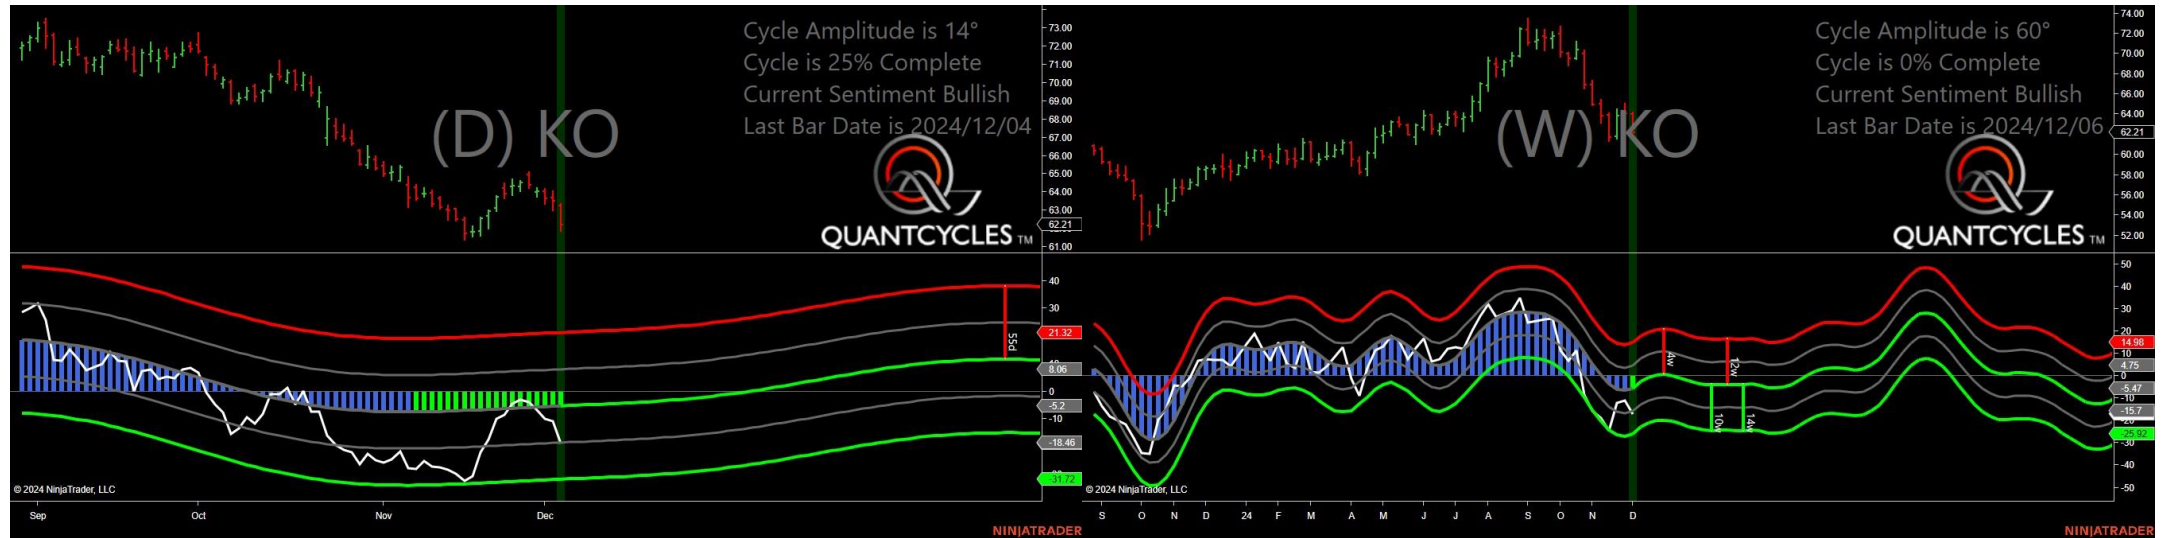 Cycle Amplitude is 14°
Cycle is 25% Complete
Current Sentiment Bullish
Last Bar Date is 2024/12/04
(D) KO
QUANTCYCLES TM
73.00
72.00
71.00
70.00
69.00
68.00
67.00
66.00
65.00
64.00
63.00
62.21
61.00
40
30
21.32
8.06
0
-5.2
-10
-18.46
-31.72
55d
© 2024 NinjaTrader, LLC
Sep Oct Nov Dec
NINJATRADER
Cycle Amplitude is 60°
Cycle is 0% Complete
Current Sentiment Bullish
Last Bar Date is 2024/12/06
(W) KO
QUANTCYCLES TM
74.00
72.00
70.00
68.00
66.00
64.00
62.21
60.00
58.00
56.00
54.00
52.00
50
40
30
20
14.98
10
4.75
0
-5.47
-10
-15.7
-25.92
-30
-40
-50
4w
12w
10w
14w
© 2024 NinjaTrader, LLC
S O N D 24 F M A M J J A S O N D
NINJATRADER